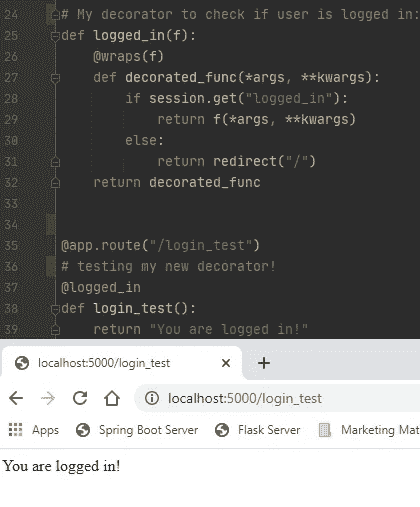 24 # My decorator to check if user is logged in:
25 def logged_in(f):
26 @wraps(f)
27 def decorated_func(*args, **kwargs):
28 if session.get("logged_in"):
29 return f(*args, **kwargs)
30 else:
31 return redirect("/")
32 return decorated_func
33
34
35 @app.route("/login_test")
36 # testing my new decorator!
37 @logged_in
38 def login_test():
39 return "You are logged in!"
localhost:5000/login_test
localhost:5000/login_test
Apps Spring Boot Server Flask Server Marketing Mat
You are logged in!